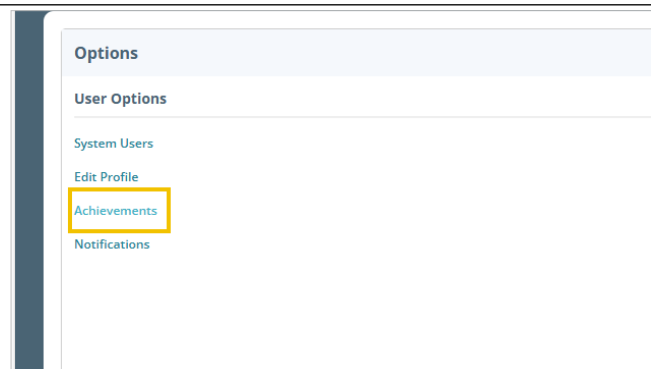 Options
User Options
System Users
Edit Profile
Achievements
Notifications